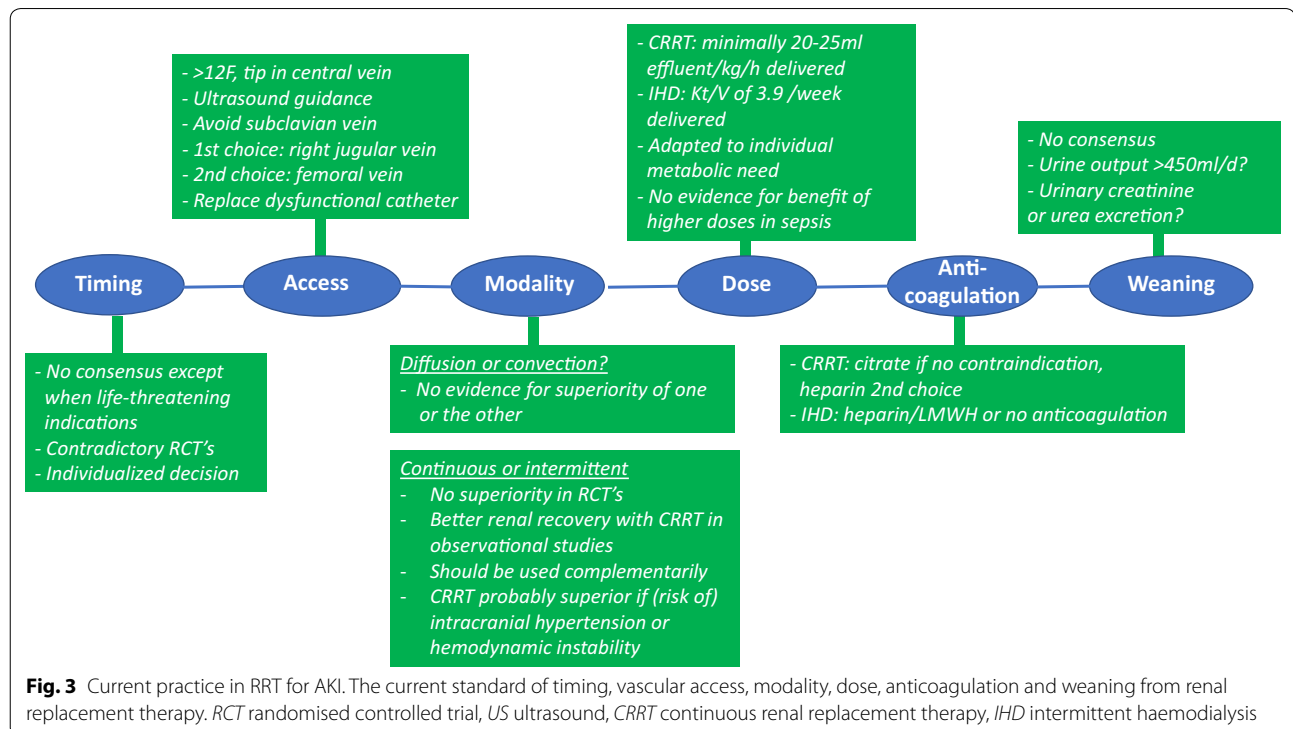 - >12F, tip in central vein
- Ultrasound guidance
- Avoid subclavian vein
- 1st choice: right jugular vein
- 2nd choice: femoral vein
- Replace dysfunctional catheter
- CRRT: minimally 20-25ml
effluent/kg/h delivered
- IHD: Kt/V of 3.9 /week
delivered
- Adapted to individual
metabolic need
- No evidence for benefit of
higher doses in sepsis
- No consensus
- Urine output >450ml/d?
- Urinary creatinine
or urea excretion?
Timing
Access
Modality
Dose
Anti-
coagulation
Weaning
- No consensus except
when life-threatening
indications
- Contradictory RCT's
- Individualized decision
Diffusion or convection?
- No evidence for superiority of one
or the other
Continuous or intermittent
- No superiority in RCT's
- Better renal recovery with CRRT in
observational studies
- Should be used complementarily
- CRRT probably superior if (risk of)
intracranial hypertension or
hemodynamic instability
- CRRT: citrate if no contraindication,
heparin 2nd choice
- IHD: heparin/LMWH or no anticoagulation
Fig. 3 Current practice in RRT for AKI. The current standard of timing, vascular access, modality, dose, anticoagulation and weaning from renal
replacement therapy. RCT randomised controlled trial, US ultrasound, CRRT continuous renal replacement therapy, IHD intermittent haemodialysis